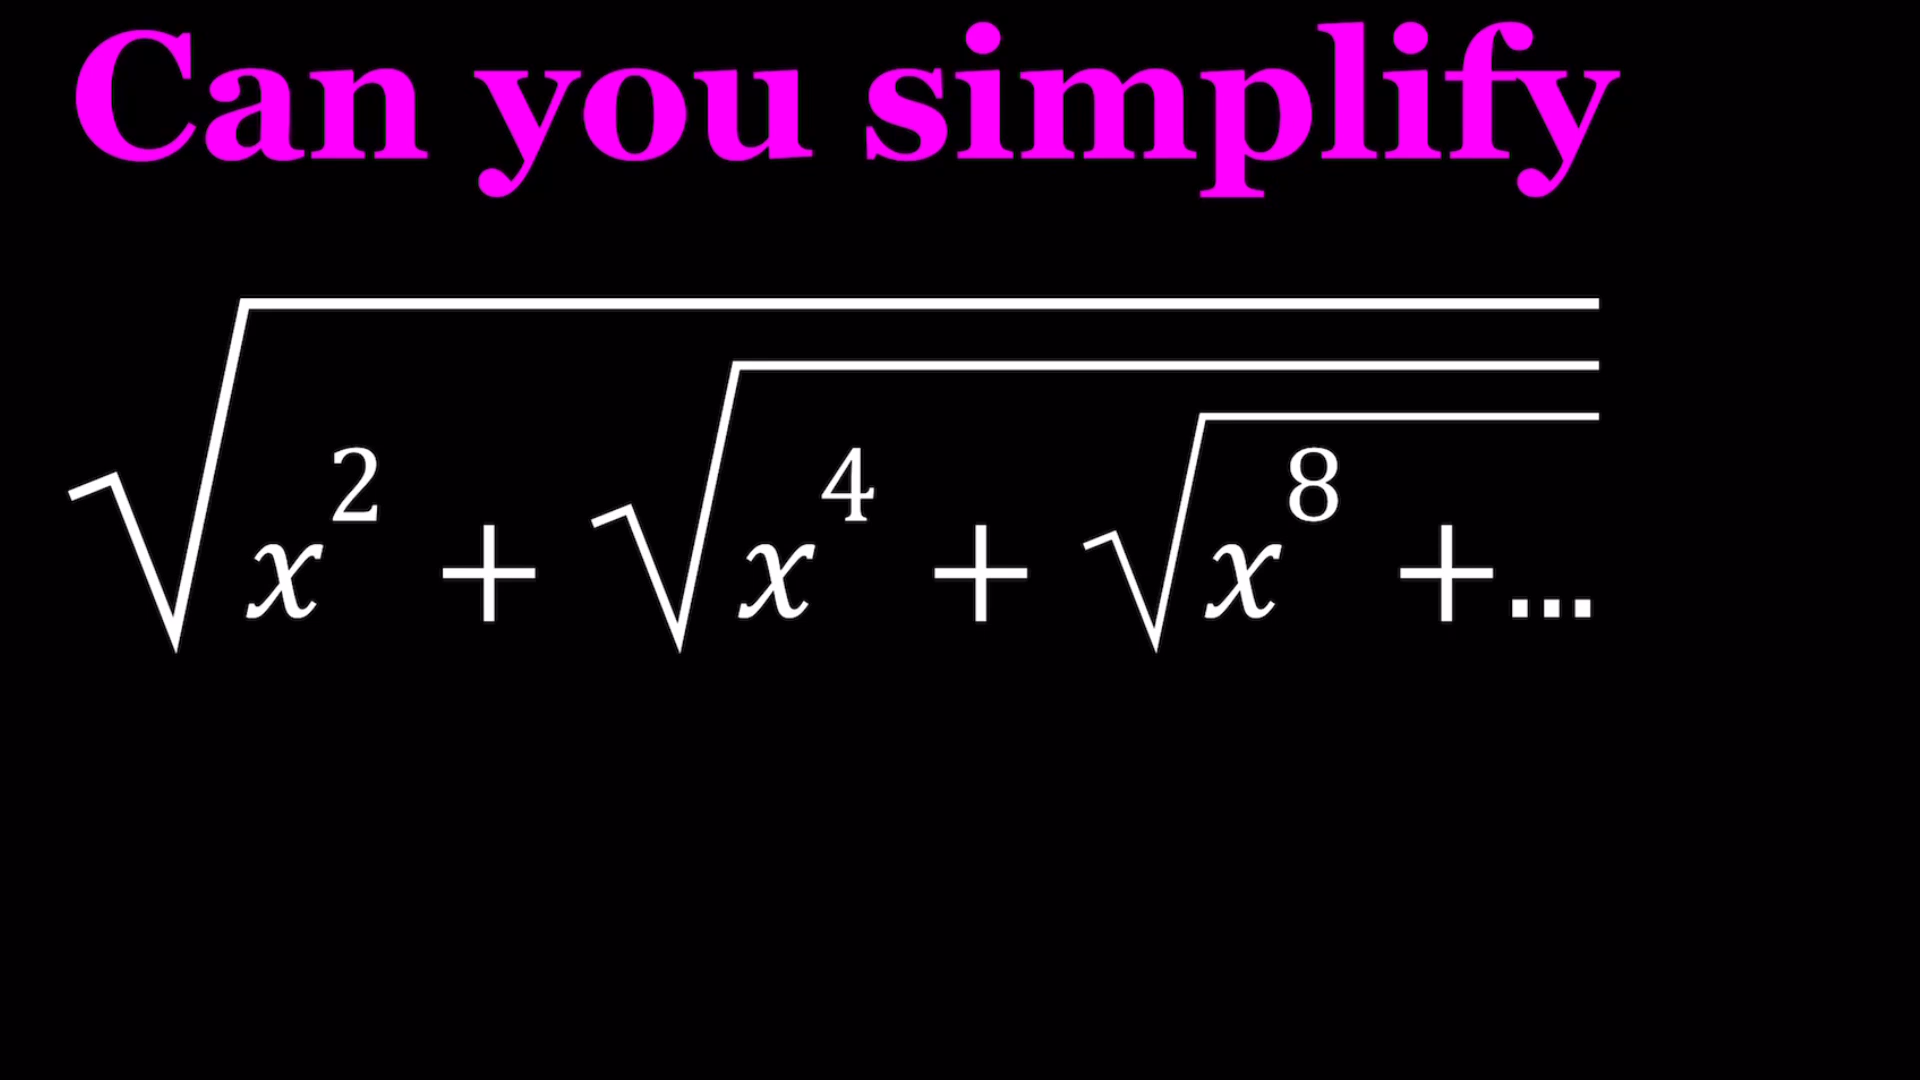 Can you simplify
√(x² + √(x⁴ + √(x⁸ + ...)))